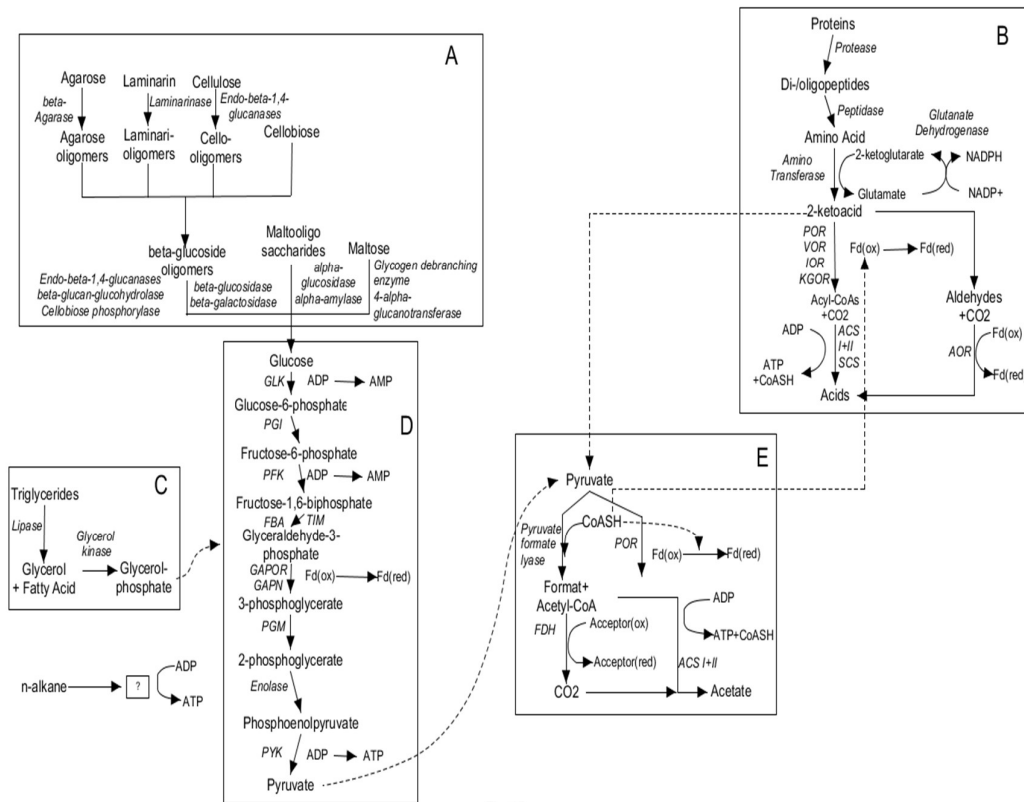 A
Agarose
Laminarin
Cellulose
beta-
Agarase
Laminarinase
Endo-beta-1,4-
glucanases
Agarose
oligomers
Laminari-
oligomers
Cello-
oligomers
Cellobiose
beta-glucoside
oligomers
Maltooligo
saccharides
Maltose
Endo-beta-1,4-glucanases
beta-glucan-glucohydrolase
Cellobiose phosphorylase
beta-glucosidase
beta-galactosidase
alpha-
glucosidase
alpha-amylase
Glycogen debranching
enzyme
4-alpha-
glucanotransferase
B
Proteins
Protease
Di-/oligopeptides
Peptidase
Amino Acid
Glutanate
Dehydrogenase
Amino
Transferase
2-ketoglutarate
NADPH
Glutamate
NADP+
2-ketoacid
POR
VOR
IOR
KGOR
Fd(ox)
Fd(red)
Acyl-CoAs
+CO2
Aldehydes
+CO2
ADP
ACS
I+II
SCS
ATP
+CoASH
AOR
Fd(ox)
Fd(red
Acids
C
Triglycerides
Lipase
Glycerol
kinase
Glycerol
+ Fatty Acid
Glycerol-
phosphate
n-alkane
?
ADP
ATP
D
Glucose
GLK
ADP
AMP
Glucose-6-phosphate
PGI
Fructose-6-phosphate
PFK
ADP
AMP
Fructose-1,6-biphosphate
FBA
TIM
Glyceraldehyde-3-
phosphate
GAPOR
GAPN
Fd(ox)
Fd(red)
3-phosphoglycerate
PGM
2-phosphoglycerate
Enolase
Phosphoenolpyruvate
PYK
ADP
ATP
Pyruvate
E
Pyruvate
CoASH
Pyruvate
formate
lyase
POR
Fd(ox)
Fd(red)
Format+
Acetyl-CoA
ADP
ATP+CoASH
FDH
Acceptor(ox)
Acceptor(red)
ACS I+II
CO2
Acetate